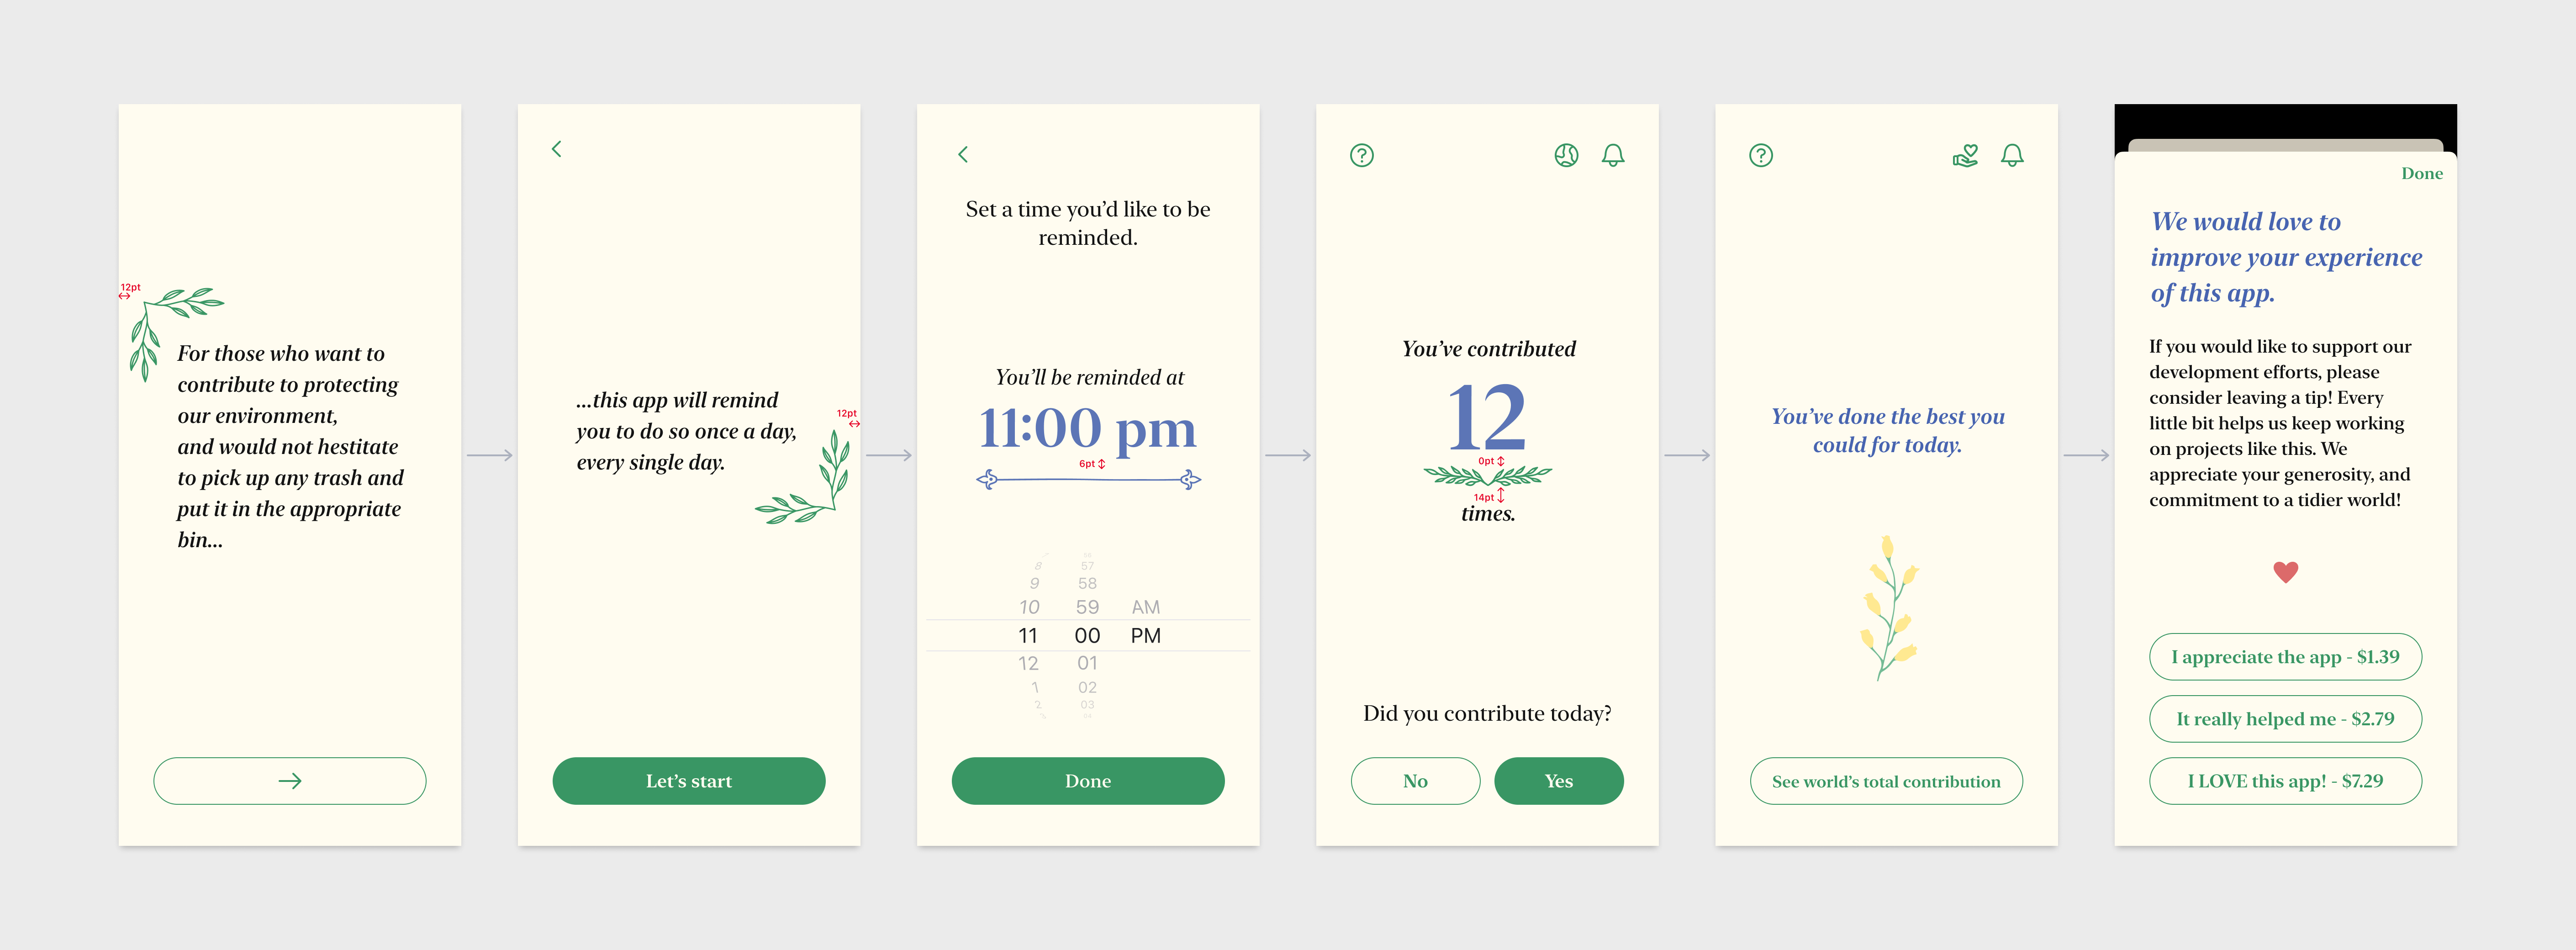 12pt
For those who want to
contribute to protecting
our environment,
and would not hestitate
to pick up any trash and
put it in the appropriate
bin...
...this app will remind
you to do so once a day,
every single day.
12pt
Let's start
Set a time you'd like to be
reminded.
You'll be reminded at
11:00 pm
6pt
8 57
9 58
10 59 AM
11 00 PM
12 01
1 02
2 03
Done
?
You've contributed
12
0pt
14pt
times.
Did you contribute today?
No Yes
?
You've done the best you
could for today.
See world's total contribution
Done
We would love to
improve your experience
of this app.
If you would like to support our
development efforts, please
consider leaving a tip! Every
little bit helps us keep working
on projects like this. We
appreciate your generosity, and
commitment to a tidier world!
I appreciate the app - $1.39
It really helped me - $2.79
I LOVE this app! - $7.29